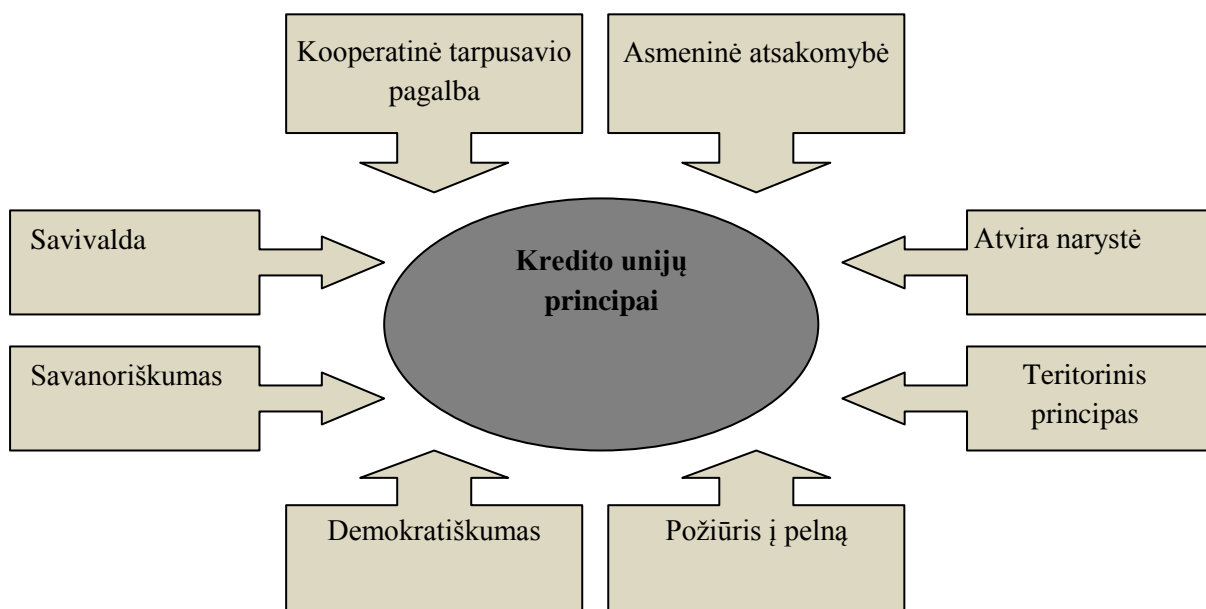 Kooperatinė tarpusavio
pagalba
Asmeninė atsakomybė
Savivalda
Kredito unijų
principai
Atvira narystė
Savanoriškumas
Teritorinis
principas
Demokratiškumas
Požiūris į pelną